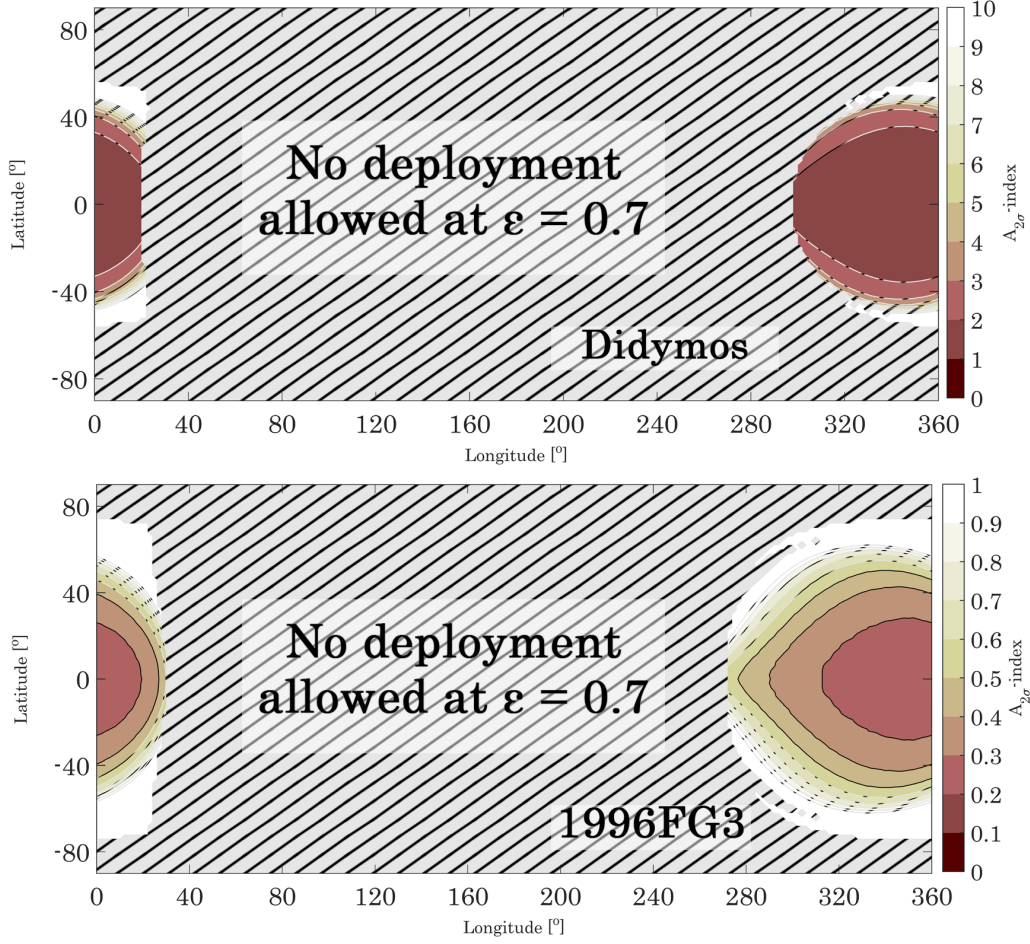 80
40
0
-40
-80
Latitude [º]
No deployment
allowed at ε = 0.7
Didymos
0 40 80 120 160 200 240 280 320 360
Longitude [º]
10
9
8
7
6
5
4
3
2
1
0
A2σ-index
80
40
0
-40
-80
Latitude [º]
No deployment
allowed at ε = 0.7
1996FG3
0 40 80 120 160 200 240 280 320 360
Longitude [º]
1
0.9
0.8
0.7
0.6
0.5
0.4
0.3
0.2
0.1
0
A2σ-index